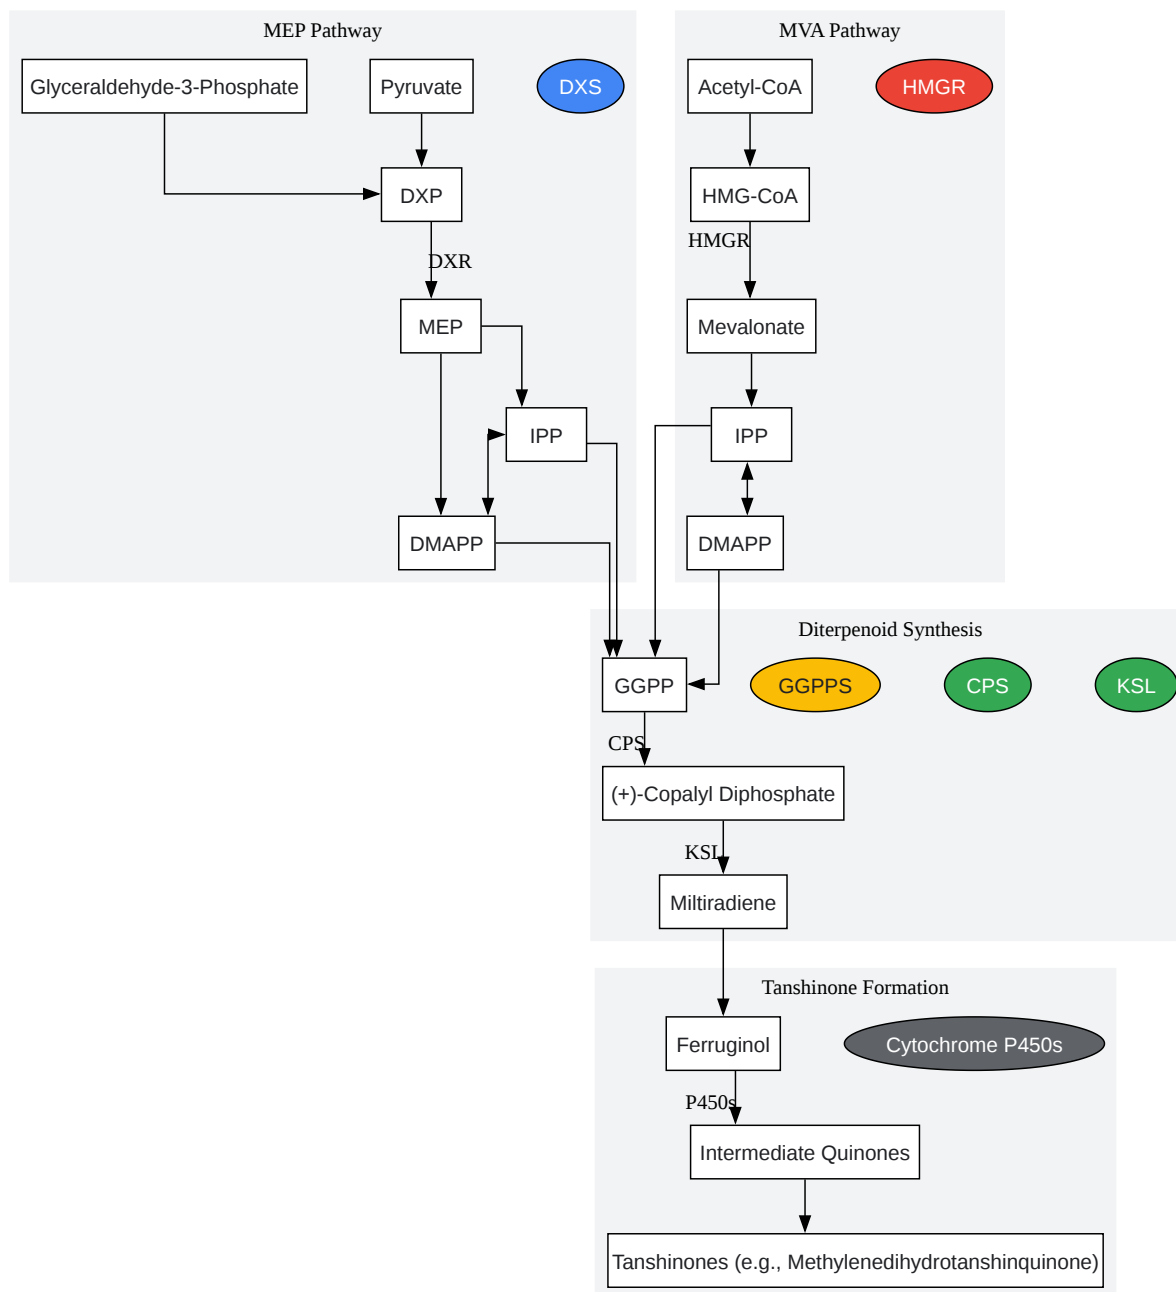 MEP Pathway
Glyceraldehyde-3-Phosphate
Pyruvate
DXS
DXP
DXR
MEP
IPP
DMAPP
MVA Pathway
Acetyl-CoA
HMGR
HMG-CoA
HMGR
Mevalonate
IPP
DMAPP
Diterpenoid Synthesis
GGPP
GGPPS
CPS
KSL
CPS
(+)-Copalyl Diphosphate
KSL
Miltiradiene
Tanshinone Formation
Ferruginol
Cytochrome P450s
P450s
Intermediate Quinones
Tanshinones (e.g., Methylenedihydrotanshinquinone)